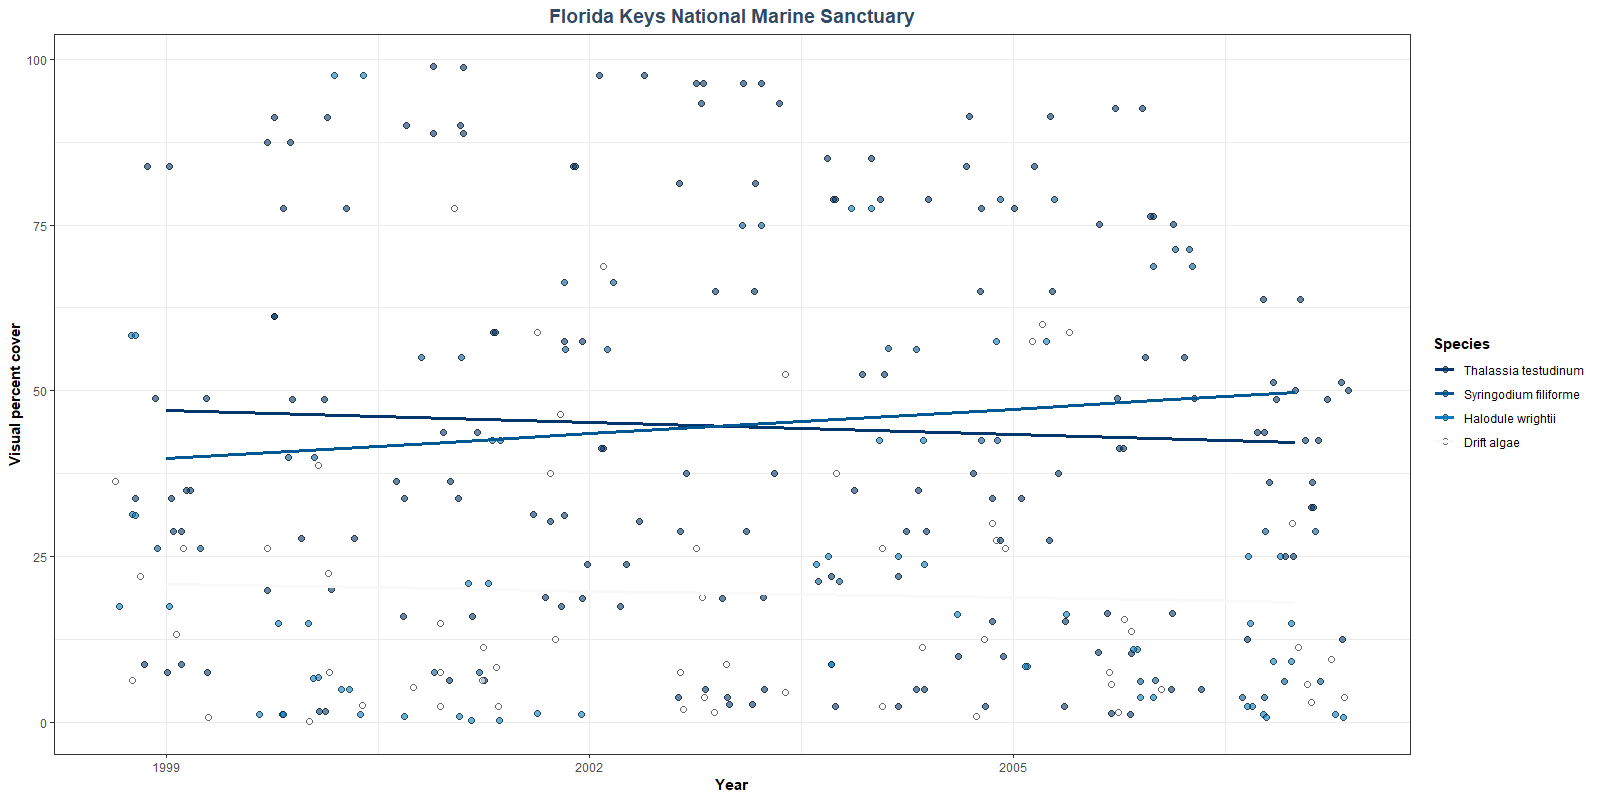 Florida Keys National Marine Sanctuary
100
75
50
25
0
Visual percent cover
1999
2002
2005
Year
Species
Thalassia testudinum
Syringodium filiforme
Halodule wrightii
Drift algae